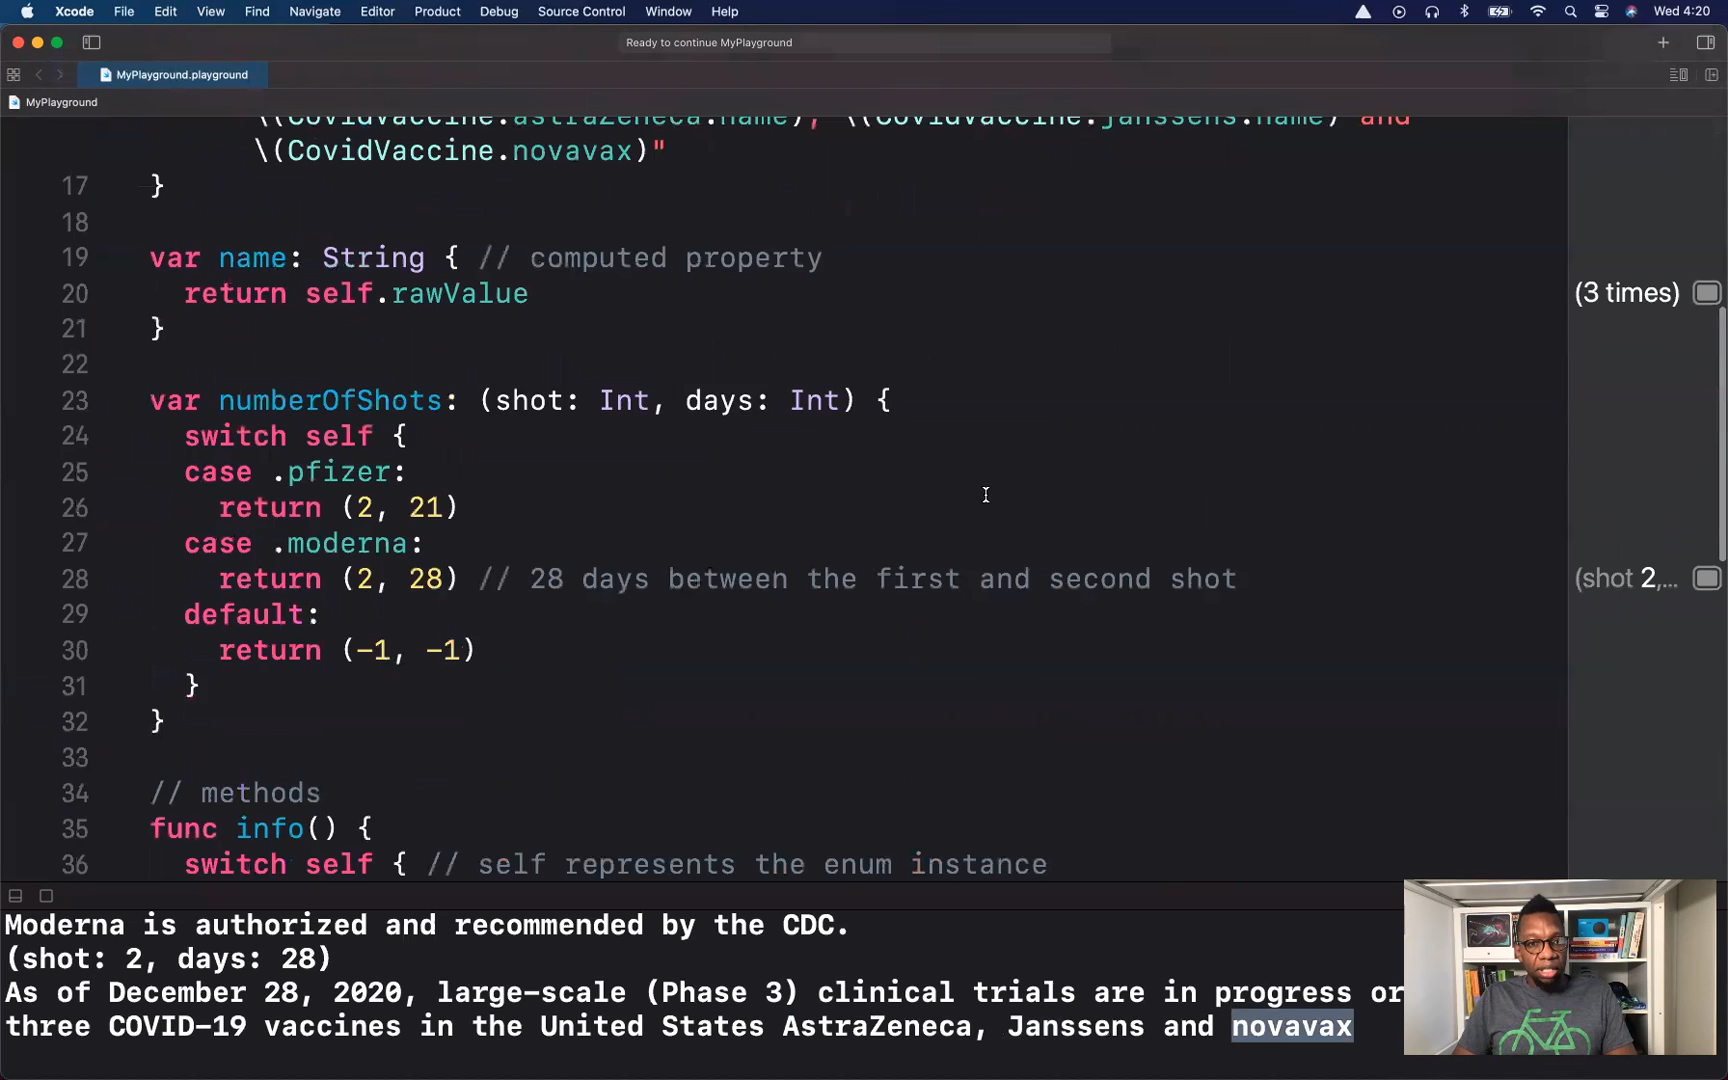 Xcode File Edit View Find Navigate Editor Product Debug Source Control Window Help Wed 4:20
Ready to continue MyPlayground
MyPlayground.playground
MyPlayground
\(CovidVaccine.astraZeneca.name), \(CovidVaccine.janssens.name) and
\(CovidVaccine.novavax)"
17 }
18
19 var name: String { // computed property
20 return self.rawValue (3 times)
21 }
22
23 var numberOfShots: (shot: Int, days: Int) {
24 switch self {
25 case .pfizer:
26 return (2, 21)
27 case .moderna:
28 return (2, 28) // 28 days between the first and second shot (shot 2,...
29 default:
30 return (-1, -1)
31 }
32 }
33
34 // methods
35 func info() {
36 switch self { // self represents the enum instance
Moderna is authorized and recommended by the CDC.
(shot: 2, days: 28)
As of December 28, 2020, large-scale (Phase 3) clinical trials are in progress or
three COVID-19 vaccines in the United States AstraZeneca, Janssens and novavax